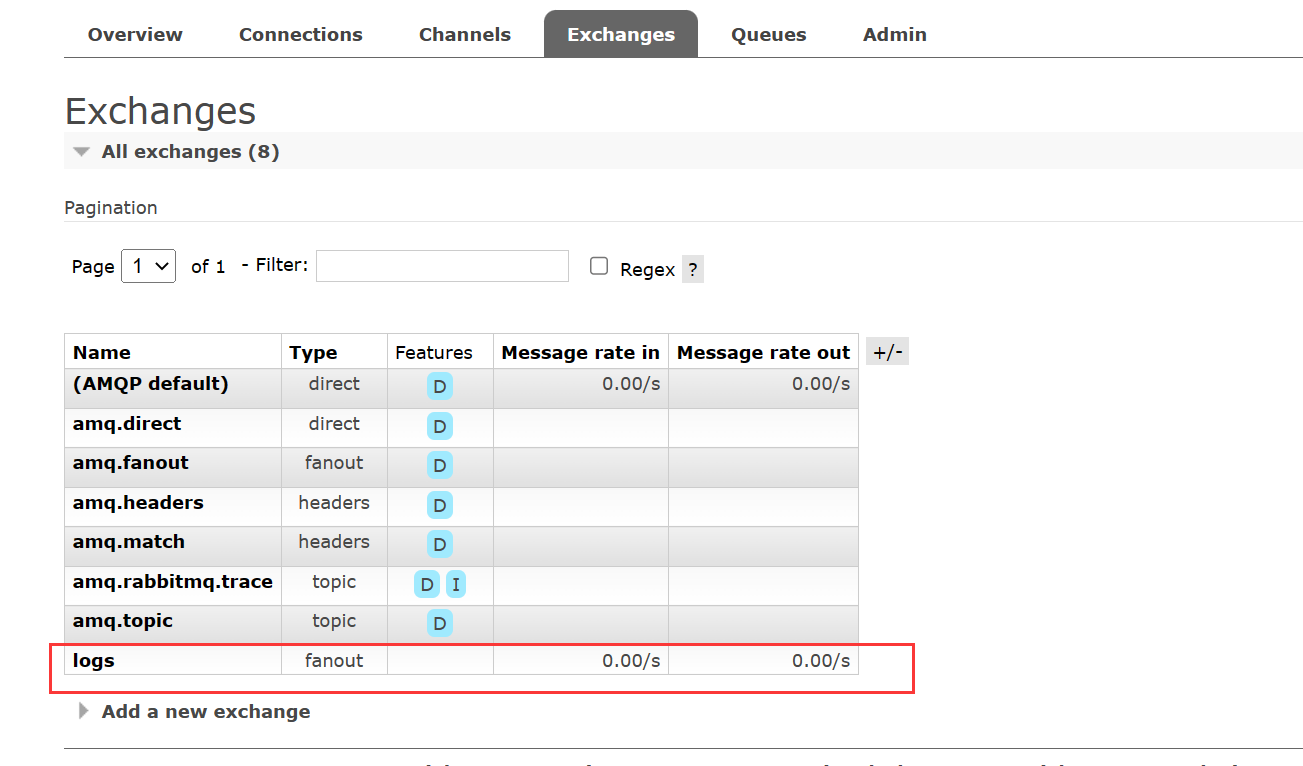 Overview Connections Channels Exchanges Queues Admin
Exchanges
All exchanges (8)
Pagination
Page 1 of 1 - Filter: Regex ?
Name Type Features Message rate in Message rate out +/-
(AMQP default) direct D 0.00/s 0.00/s
amq.direct direct D
amq.fanout fanout D
amq.headers headers D
amq.match headers D
amq.rabbitmq.trace topic D I
amq.topic topic D
logs fanout 0.00/s 0.00/s
Add a new exchange